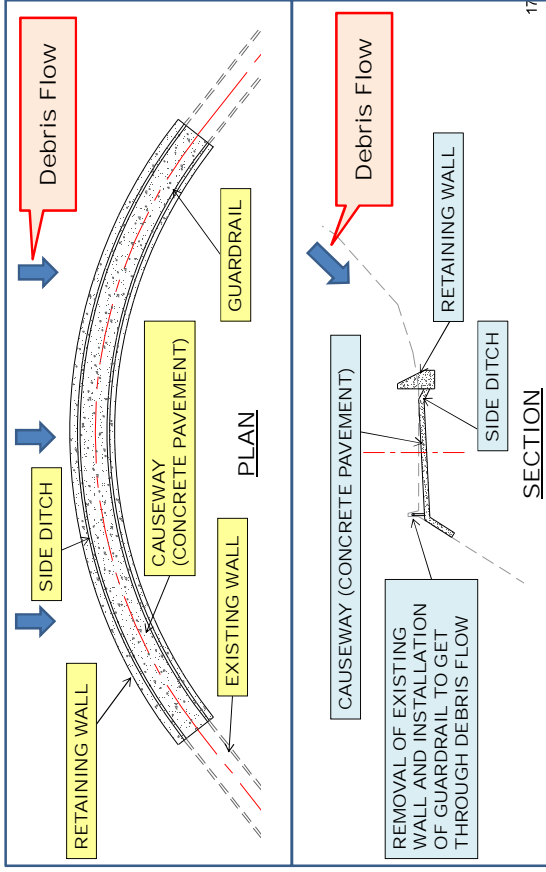 Debris Flow
SIDE DITCH
RETAINING WALL
CAUSEWAY
(CONCRETE PAVEMENT)
GUARDRAIL
EXISTING WALL
PLAN
Debris Flow
CAUSEWAY (CONCRETE PAVEMENT)
RETAINING WALL
SIDE DITCH
REMOVAL OF EXISTING
WALL AND INSTALLATION
OF GUARDRAIL TO GET
THROUGH DEBRIS FLOW
SECTION
17